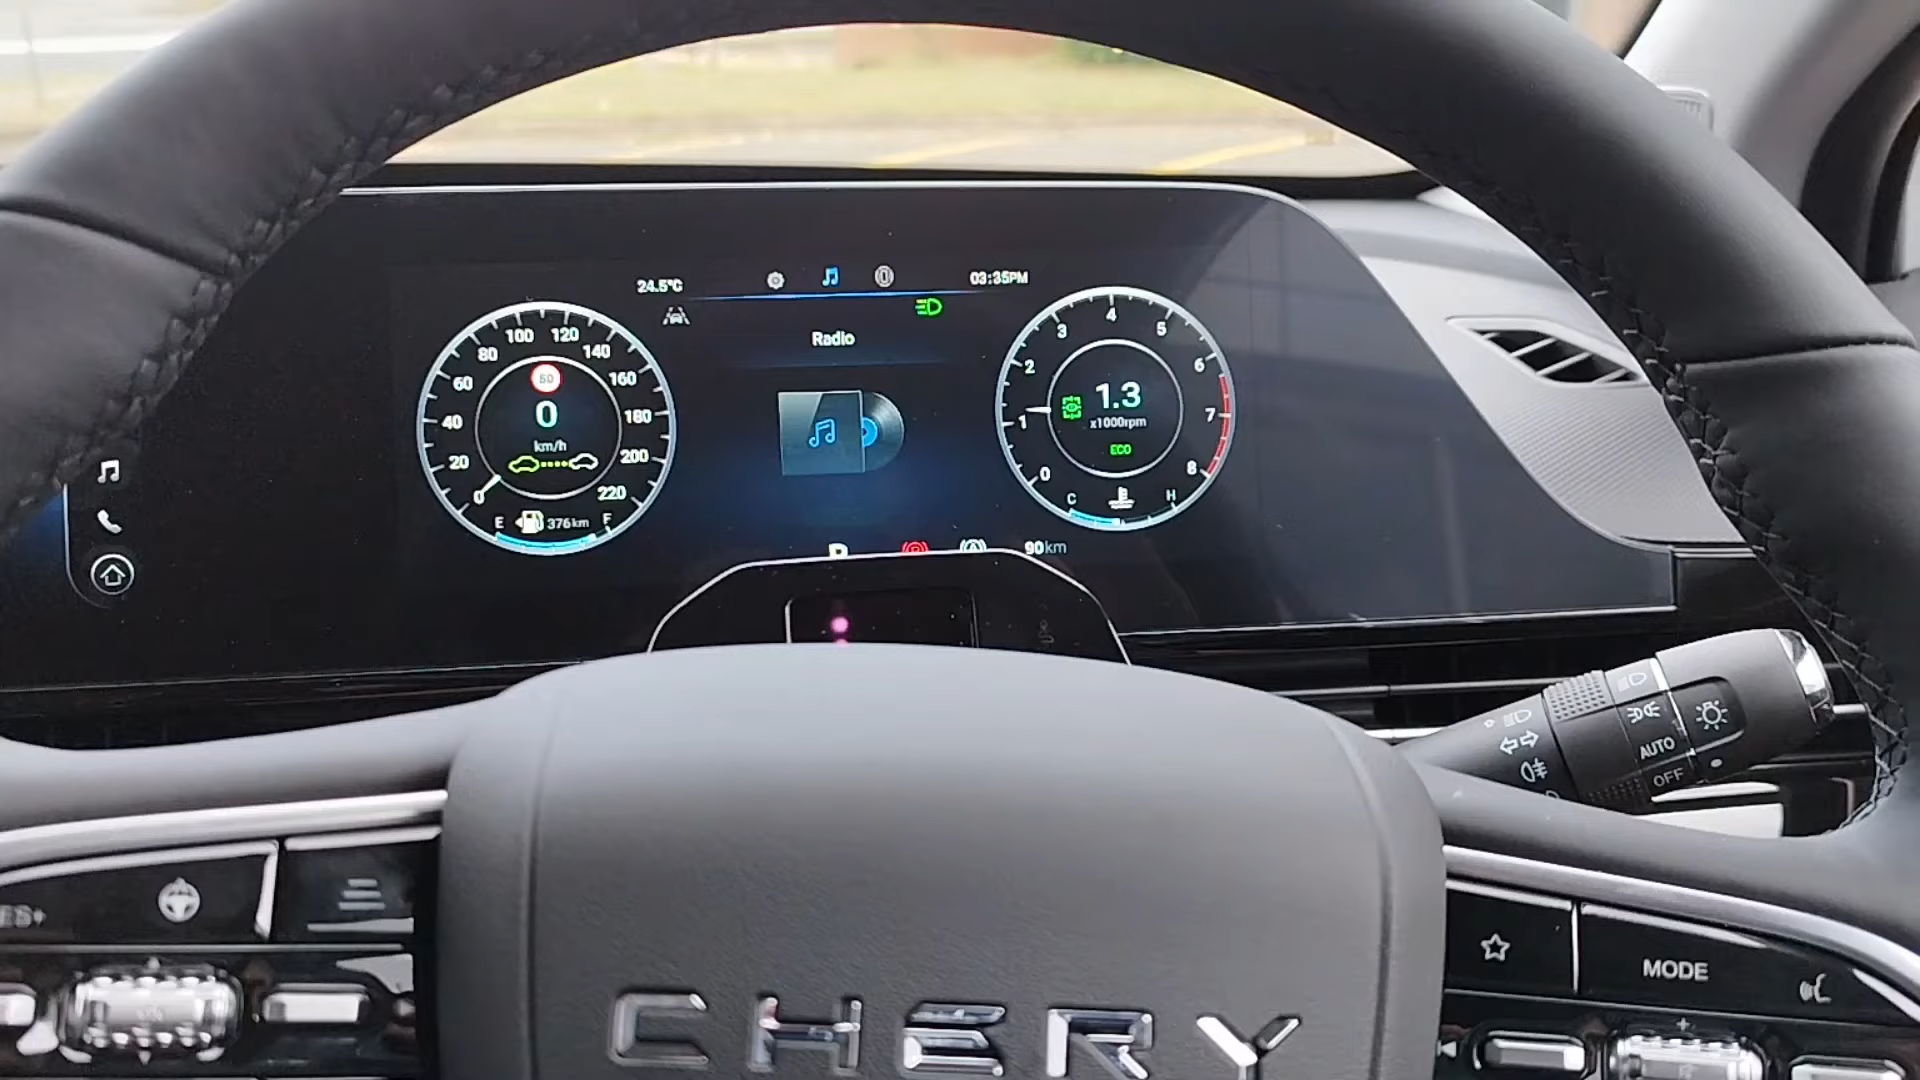 24.5°C
03:35PM
Radio
0
20
40
60
80
100
120
140
160
180
200
220
0
km/h
E
376km
F
0
1
2
3
4
5
6
7
8
1.3
x1000rpm
ECO
C
H
90km
AUTO
OFF
ES+
MODE
CHERY